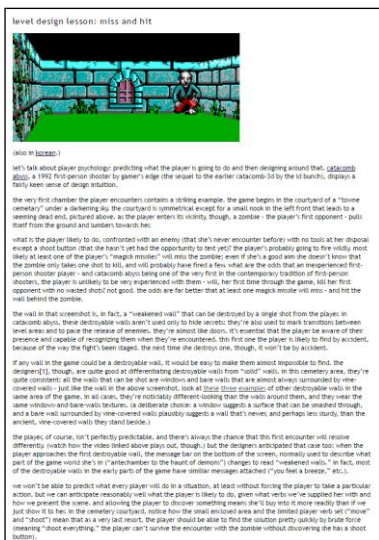 level design lesson: miss and hit
(also in korean.)
let's talk about player psychology: predicting what the player is going to do and then designing around that. catacomb
abyss, a 1992 first-person shooter by gamer's edge (the sequel to the earlier catacomb-3d by the id bunch), displays a
fairly keen sense of design intuition.
the very first chamber the player encounters contains a striking example. the game begins in the courtyard of a "towne
cemetary" under a darkening sky. the courtyard is symmetrical except for a small nook in the left front that leads to a
seeming dead end, pictured above. as the player enters its vicinity, though, a zombie - the player's first opponent - pulls
itself from the ground and lumbers towards her.
what is the player likely to do, confronted with an enemy (that she's never encounter before) with no tools at her disposal
except a shoot button (that she hasn't yet had the opportunity to test yet)? the player's probably going to fire wildly. most
likely at least one of the player's "magick missiles" will miss the zombie; even if she's a good aim she doesn't know that
the zombie only takes one shot to kill, and will probably have fired a few. what are the odds that an inexperienced first-
person shooter player - and catacomb abyss being one of the very first in the contemporary tradition of first-person
shooters, the player is unlikely to be very experienced with them - will, her first time through the game, kill her first
opponent with no wasted shots? not good. the odds are far better that at least one magick missile will miss - and hit the
wall behind the zombie.
the wall in that screenshot is, in fact, a "weakened wall" that can be destroyed by a single shot from the player. in
catacomb abyss, these destroyable walls aren't used only to hide secrets: they're also used to mark transitions between
level areas and to pace the release of enemies. they're almost like doors. it's essential that the player be aware of their
presence and capable of recognizing them when they're encountered. this first one the player is likely to find by accident,
because of the way the fight's been staged. the next time she destroys one, though, it won't be by accident.
if any wall in the game could be a destroyable wall, it would be easy to make them almost impossible to find. the
designers[1], though, are quite good at differentiating destroyable walls from "solid" walls. in this cemetery area, they're
quite consistent: all the walls that can be shot are windows and bare walls that are almost always surrounded by vine-
covered walls - just like the wall in the above screenshot. look at these three examples of other destroyable walls in the
same area of the game. in all cases, they're noticiably different-looking than the walls around them, and they wear the
same windows-and-bare-walls textures. (a deliberate choice: a window suggests a surface that can be smashed through,
and a bare wall surrounded by vine-covered walls plausibly suggests a wall that's newer, and perhaps less sturdy, than the
ancient, vine-covered walls they stand beside.)
the player, of course, isn't perfectly predictable, and there's always the chance that this first encounter will resolve
differently. (watch how the video linked above plays out, though.) but the designers anticipated that case too: when the
player approaches the first destroyable wall, the message bar on the bottom of the screen, normally used to describe what
part of the game world she's in ("antechamber to the haunt of demons") changes to read "weakened walls." in fact, most
of the destroyable walls in the early parts of the game have similiar messages attached ("you feel a breeze," etc.).
we won't be able to predict what every player will do in a situation, at least without forcing the player to take a particular
action. but we can anticipate reasonably well what the player is likely to do, given what verbs we've supplied her with and
how we present the scene. and allowing the player to discover something means she'll buy into it more readily than if we
just show it to her. in the cemetery courtyard, notice how the small enclosed area and the limited player verb set ("move"
and "shoot") mean that as a very last resort, the player should be able to find the solution pretty quickly by brute force
(meaning "shoot everything." the player can't survive the encounter with the zombie without discovering she has a shoot
button).